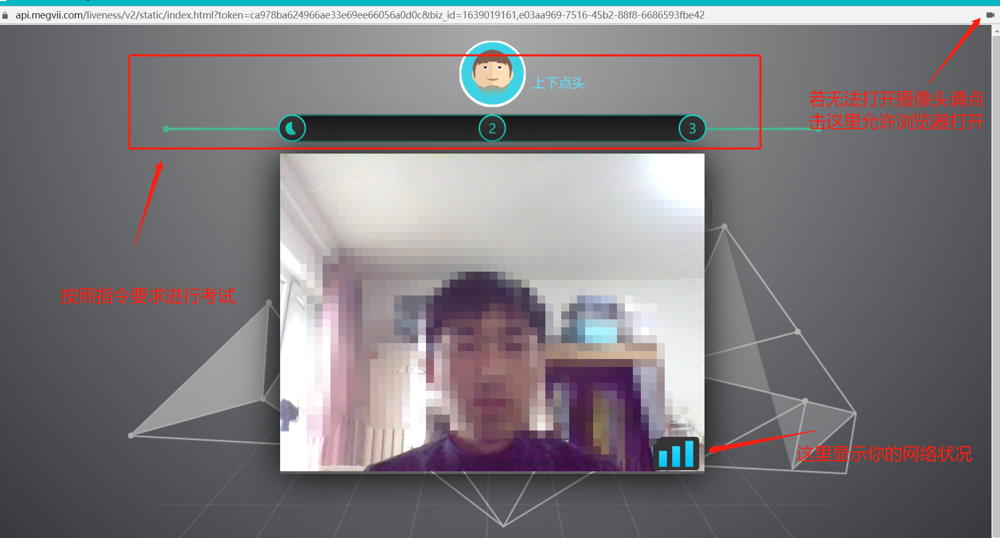 api.megvii.com/liveness/v2/static/index.html?token=ca978ba624966ae33e69ee66056a0d0c&biz_id=1639019161,e03aa969-7516-45b2-88f8-6686593fbe42
上下点头
若无法打开摄像头请点
击这里允许浏览器打开
2
3
按照指令要求进行考试
这里显示你的网络状况